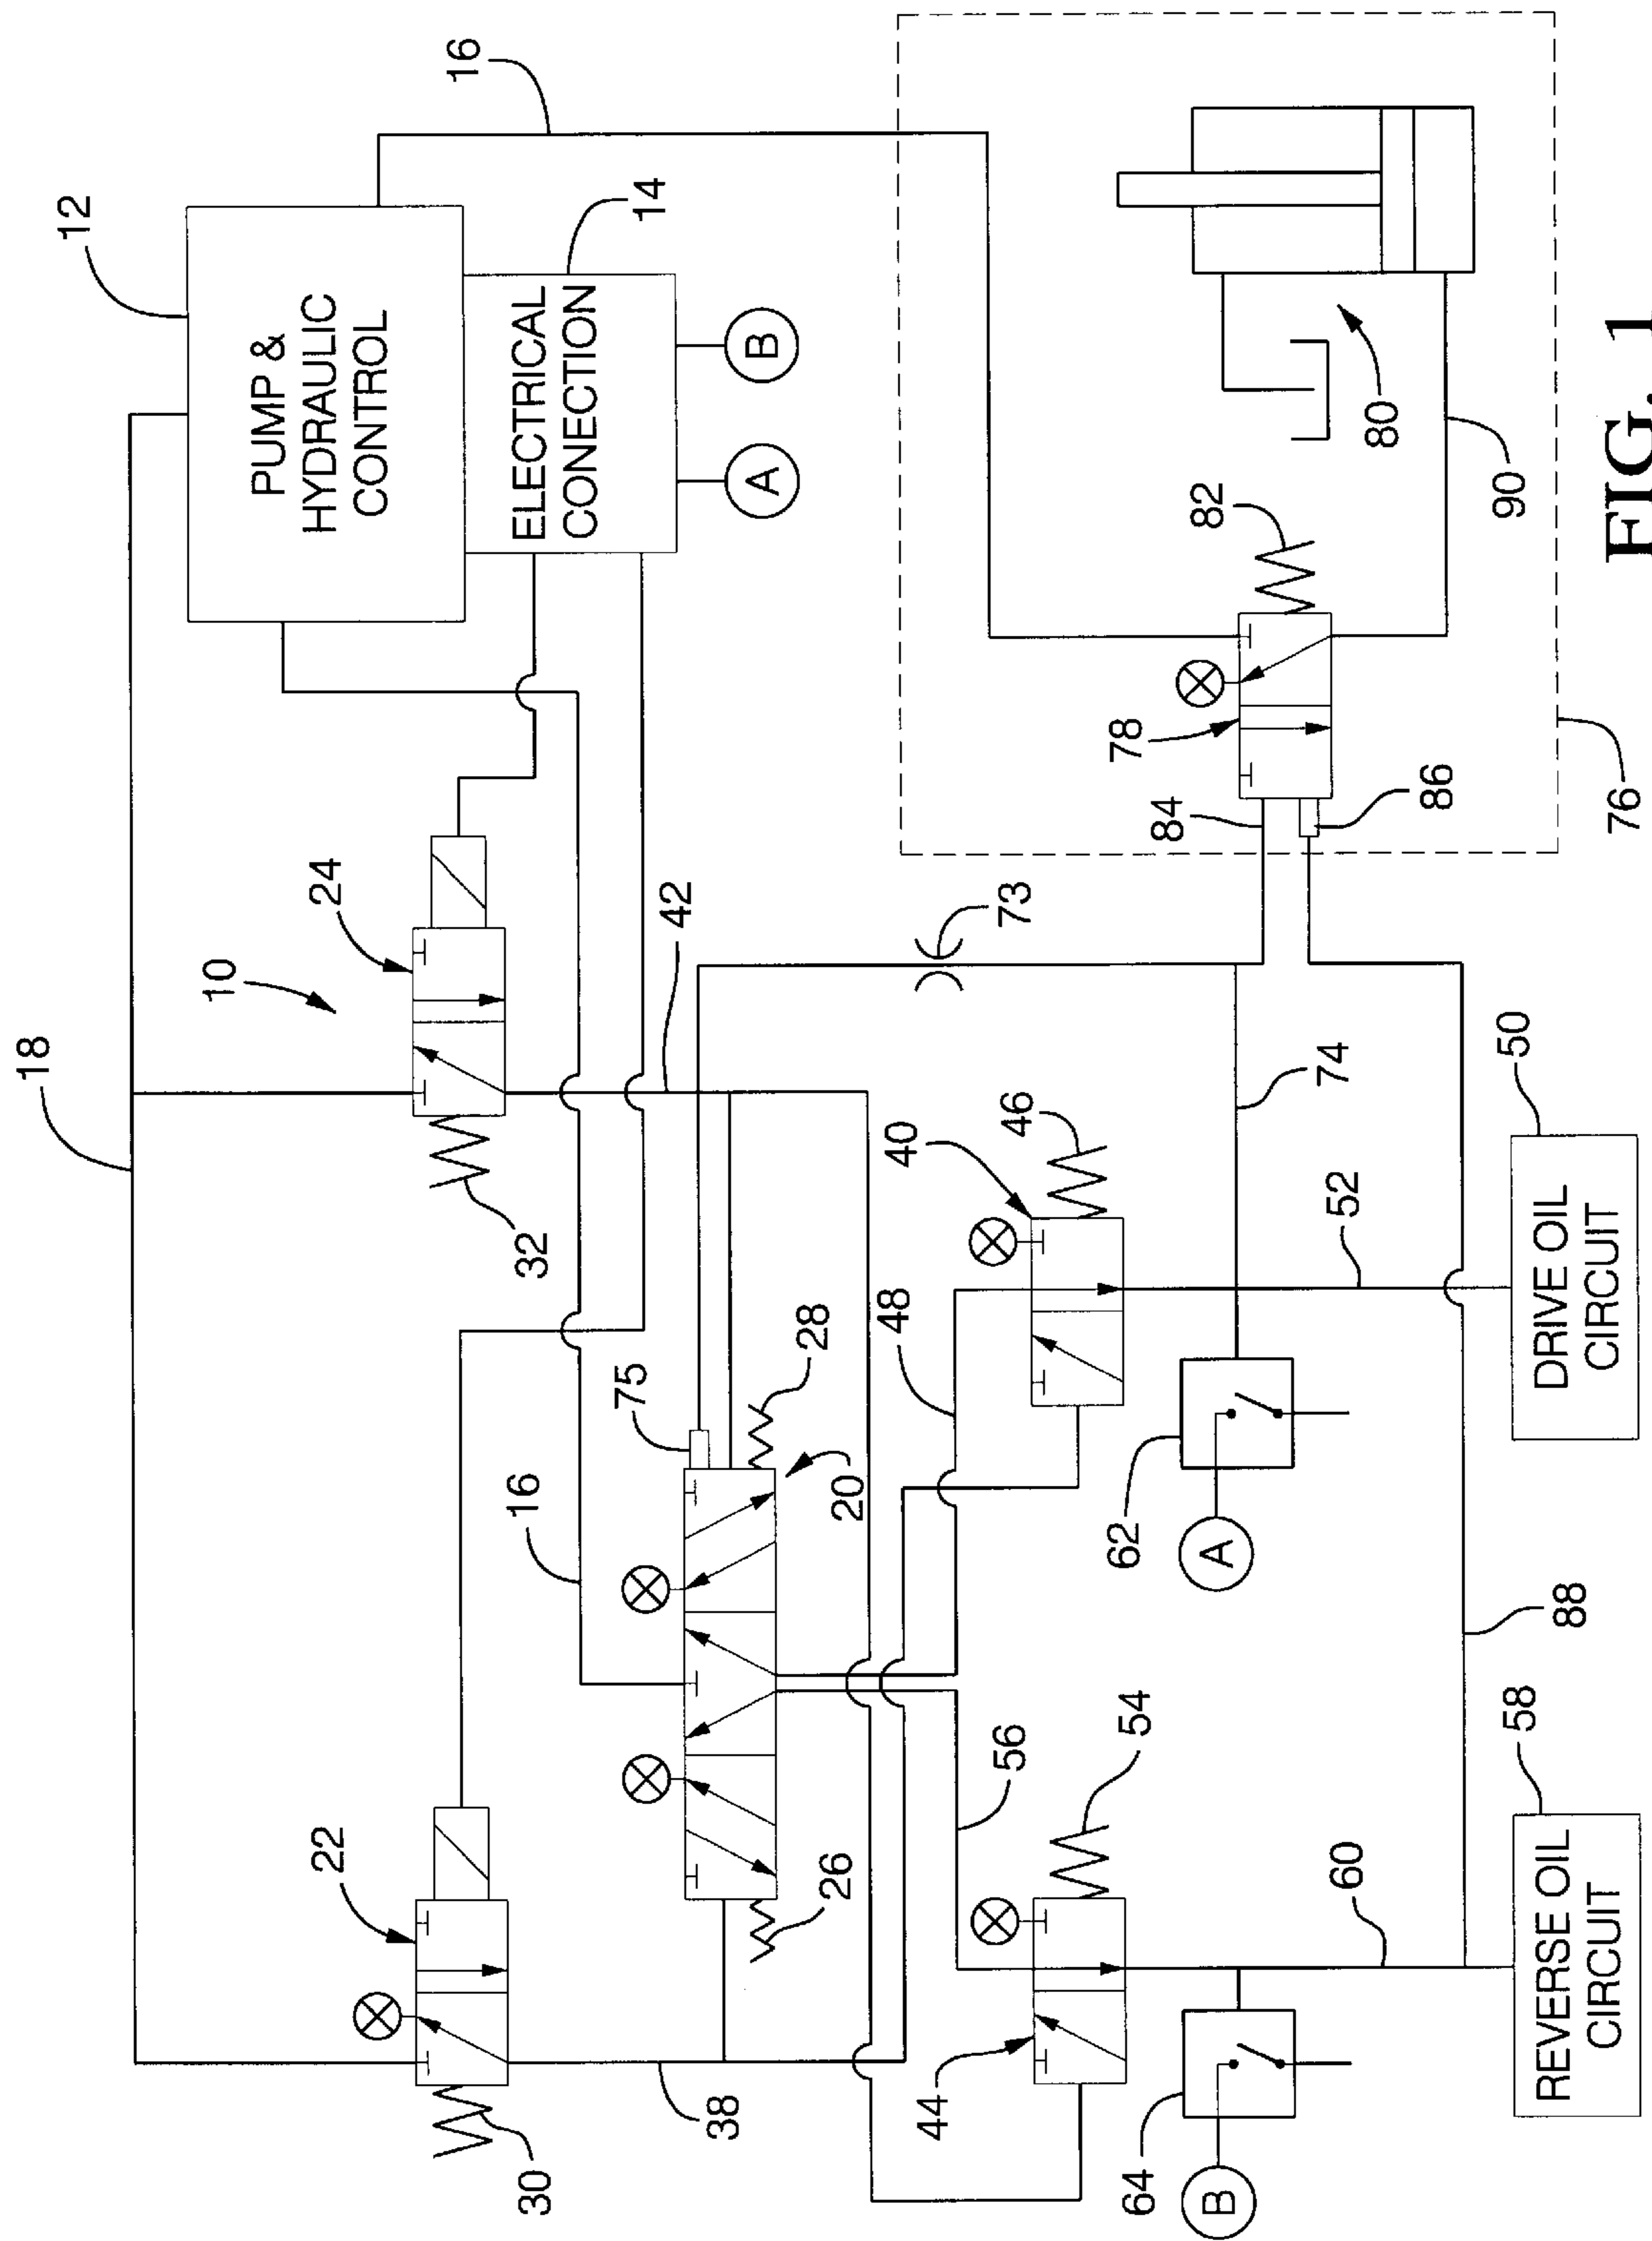 18
10
24
32
22
30
38
42
12
PUMP &
HYDRAULIC
CONTROL
ELECTRICAL
CONECTION
14
A
B
16
16
75
28
20
26
48
40
46
56
54
44
73
74
84
86
78
82
80
90
76
62
A
64
B
52
60
88
DRIVE OIL
CIRCUIT
50
REVERSE OIL
CIRCUIT
58
FIG. 1